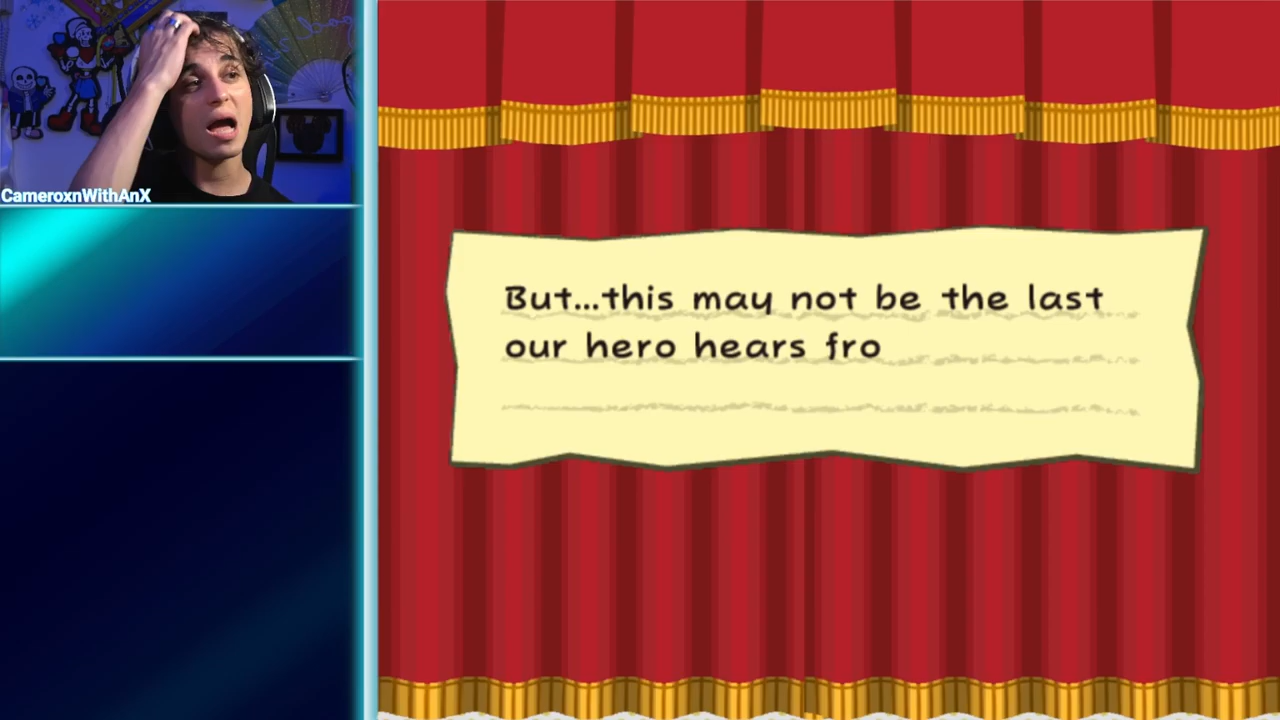 CameroxnWithAnX
But...this may not be the last
our hero hears fro